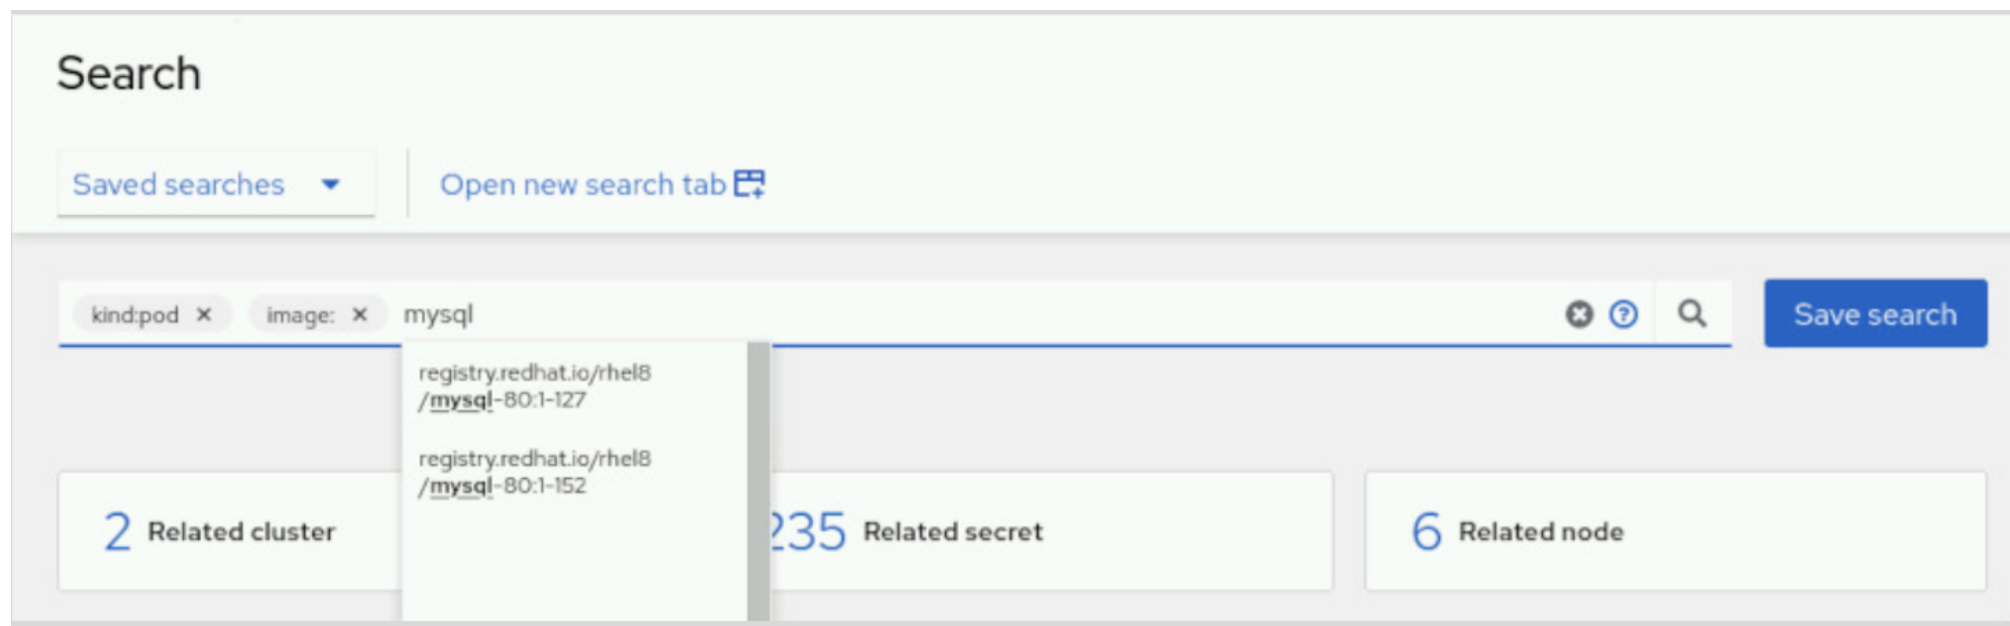 Search
Saved searches
Open new search tab
kind:pod × image: × mysql
Save search
registry.redhat.io/rhel8
/mysql-80:1-127
registry.redhat.io/rhel8
/mysql-80:1-152
2 Related cluster
235 Related secret
6 Related node